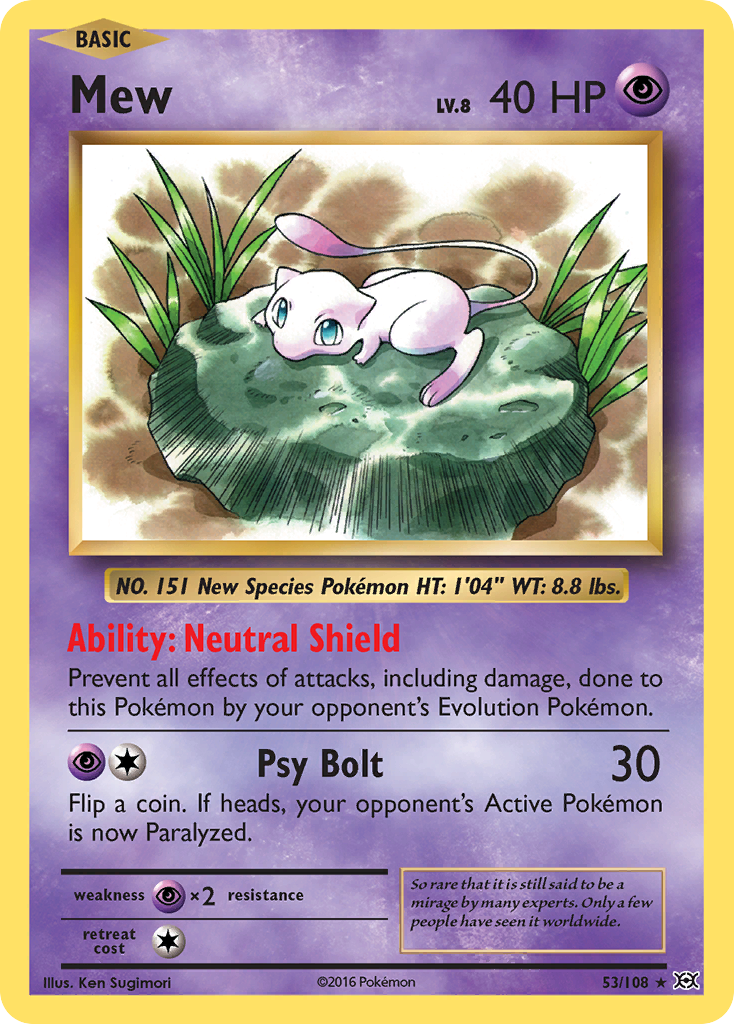 BASIC
Mew LV.8 40 HP
NO. 151 New Species Pokémon HT: 1'04" WT: 8.8 lbs.
Ability: Neutral Shield
Prevent all effects of attacks, including damage, done to
this Pokémon by your opponent's Evolution Pokémon.
Psy Bolt 30
Flip a coin. If heads, your opponent's Active Pokémon
is now Paralyzed.
weakness ×2 resistance
retreat
cost
So rare that it is still said to be a
mirage by many experts. Only a few
people have seen it worldwide.
Illus. Ken Sugimori ©2016 Pokémon 53/108 ★